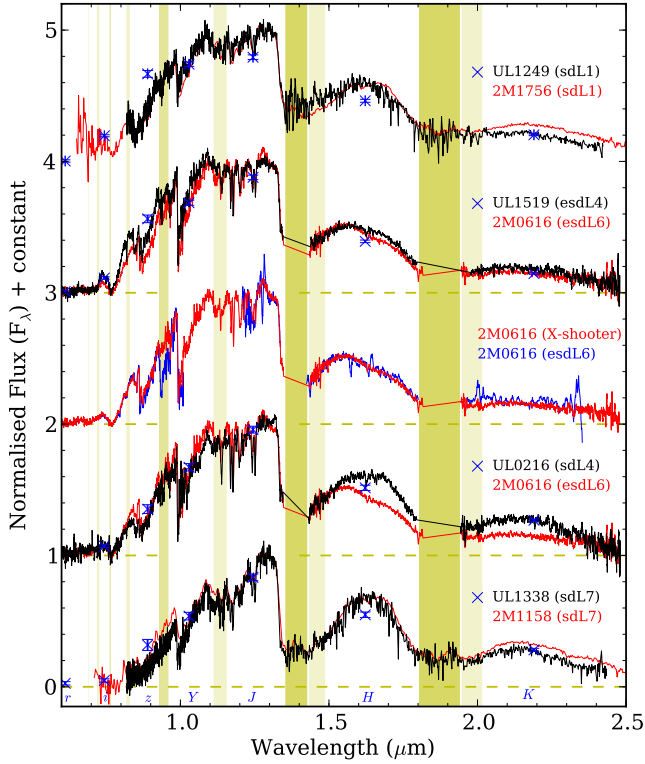 5
4
3
2
1
0
Normalised Flux (Fλ) + constant
UL1249 (sdL1)
2M1756 (sdL1)
UL1519 (esdL4)
2M0616 (esdL6)
2M0616 (X-shooter)
2M0616 (esdL6)
UL0216 (sdL4)
2M0616 (esdL6)
UL1338 (sdL7)
2M1158 (sdL7)
r i z Y J H K
1.0 1.5 2.0 2.5
Wavelength (μm)